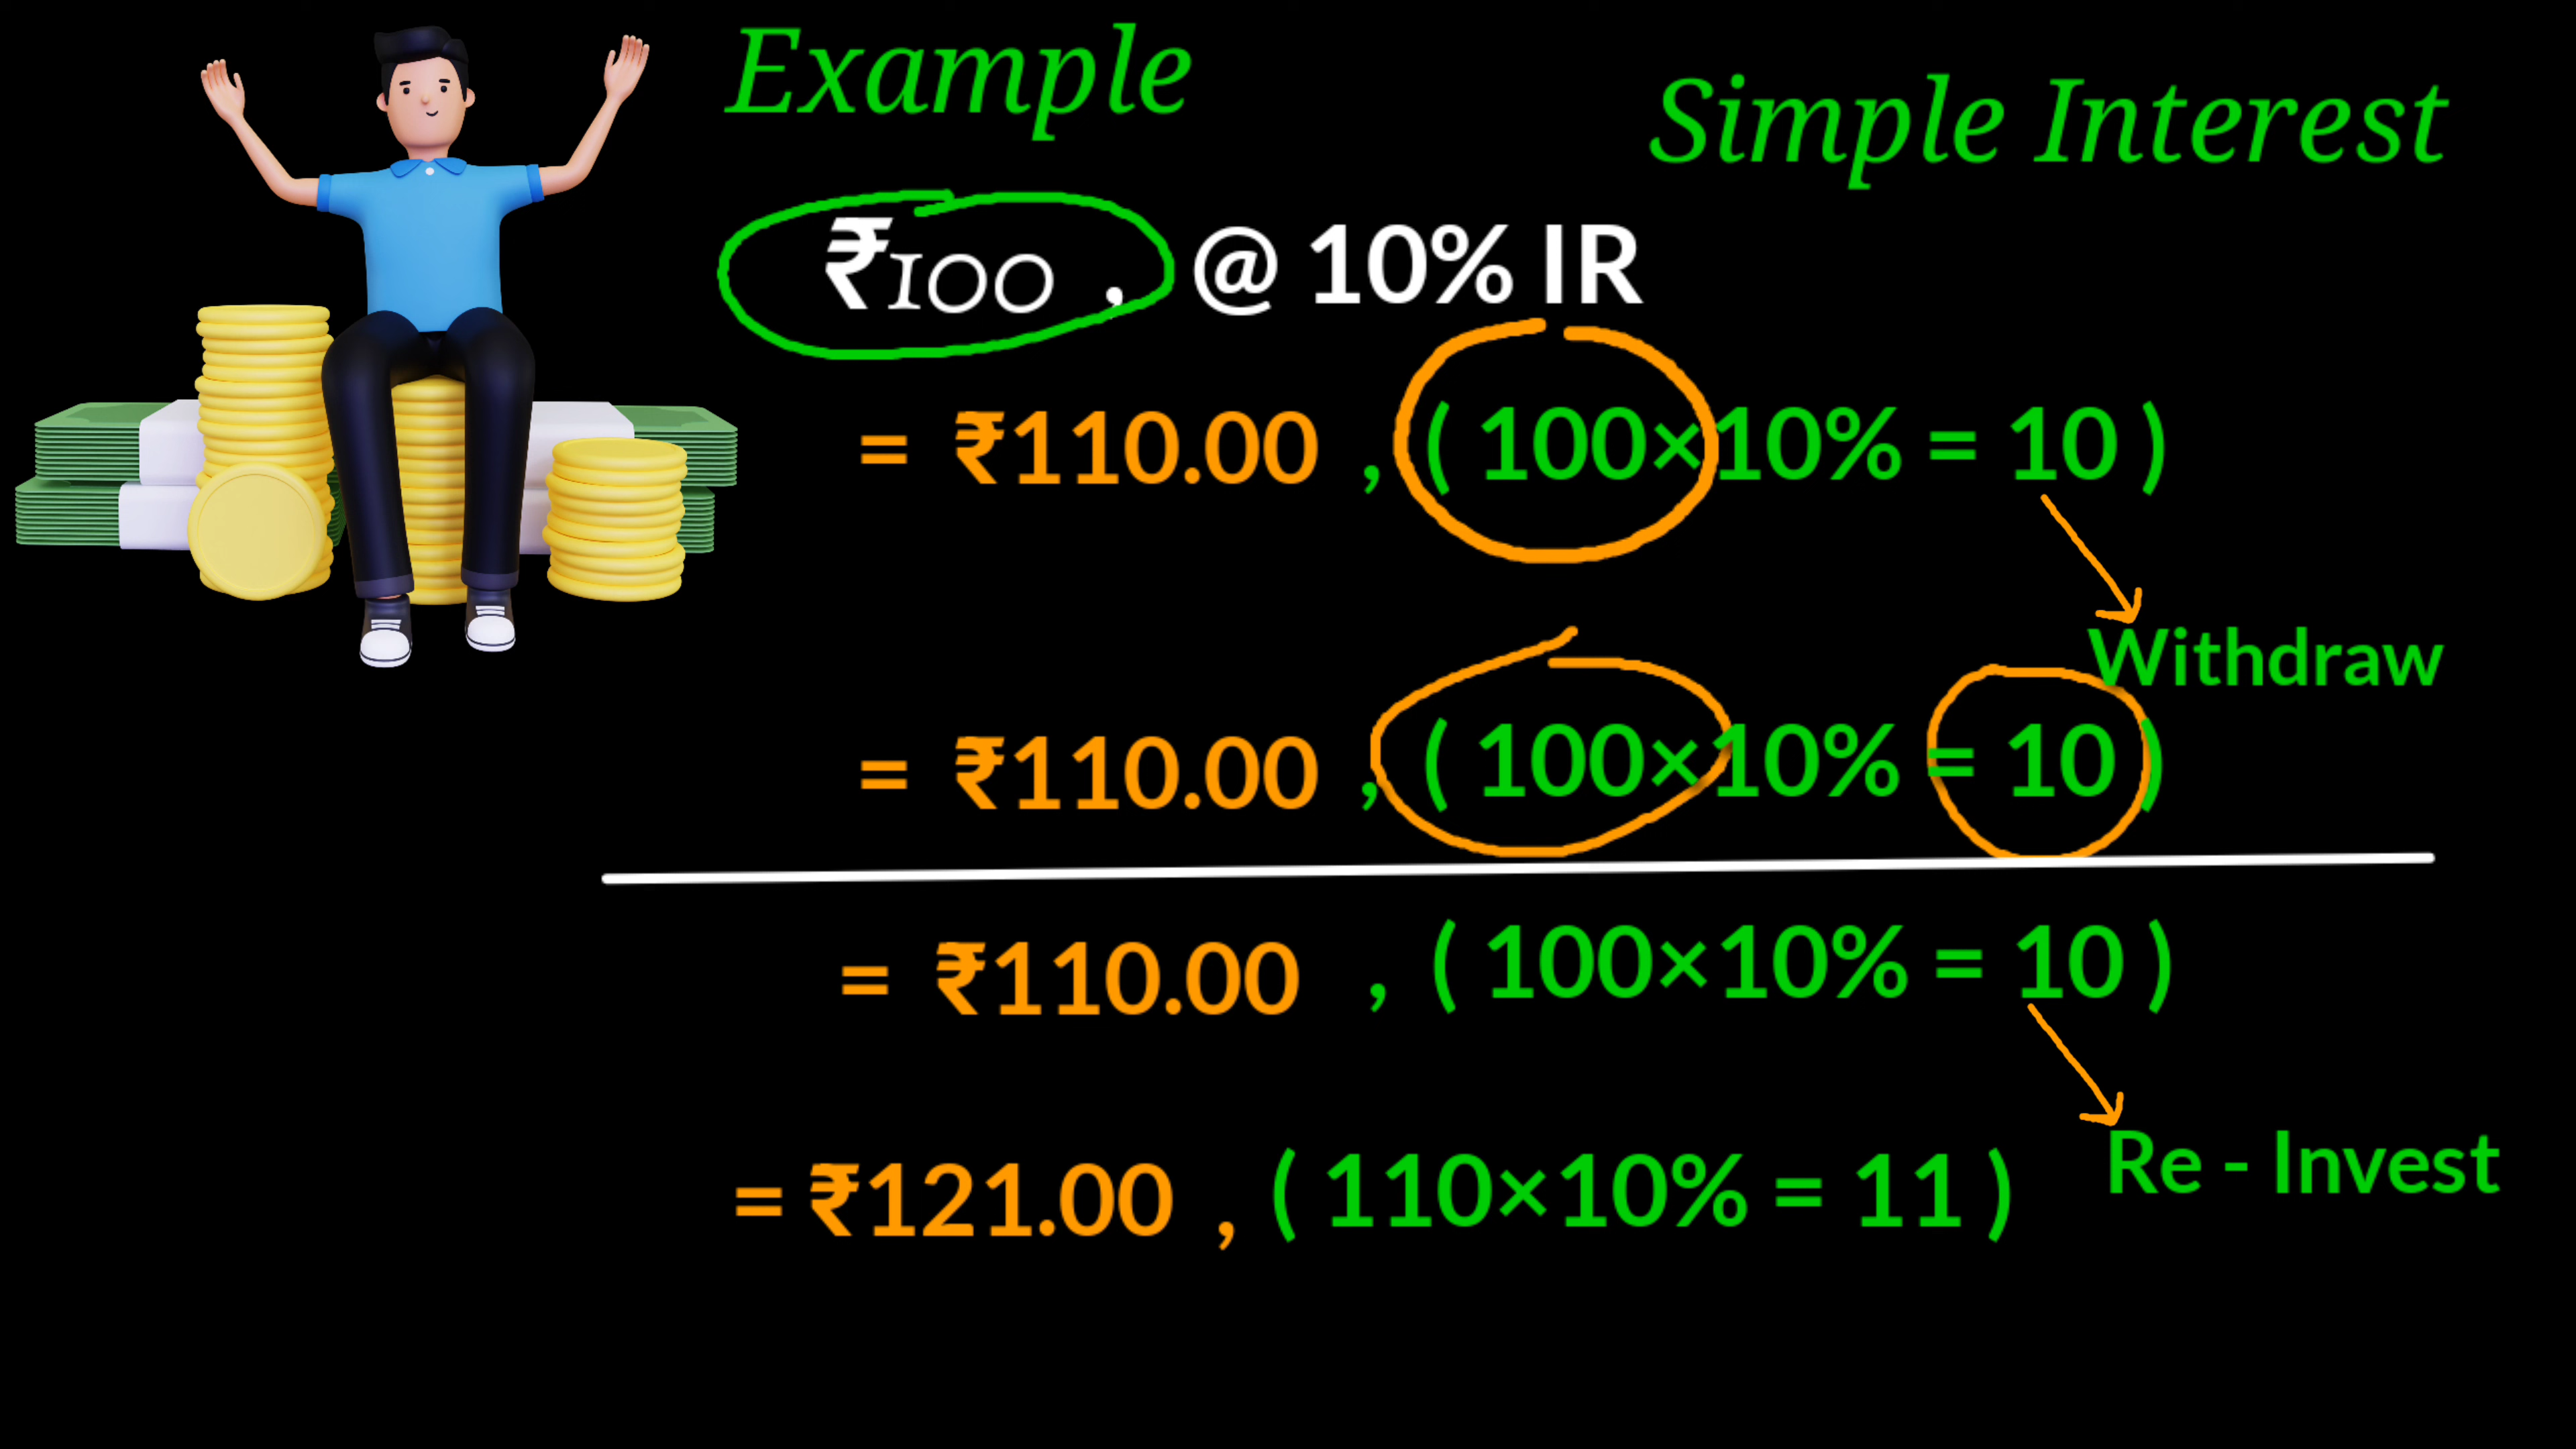 Example
Simple Interest
₹100 , @ 10% IR
= ₹110.00 , ( 100×10% = 10 )
Withdraw
= ₹110.00 , ( 100×10% = 10 )
= ₹110.00 , ( 100×10% = 10 )
Re - Invest
= ₹121.00 , ( 110×10% = 11 )